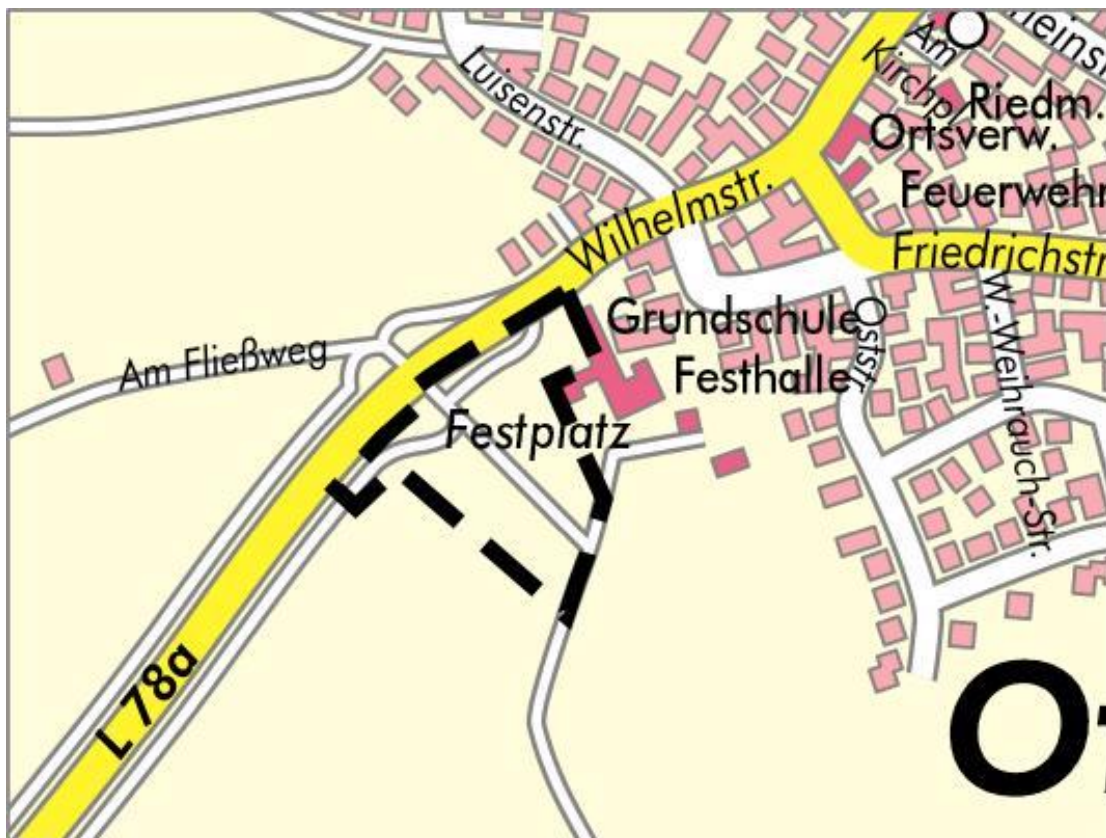 Luisenstr.
Am
Kirchpl.
Riedm.
Ortsverw.
Feuerwehr
Wilhelmstr.
Friedrichstr
Grundschule
Festhalle
Oststr.
W.-Weihrauch-Str.
Am Fließweg
Festplatz
L 78a